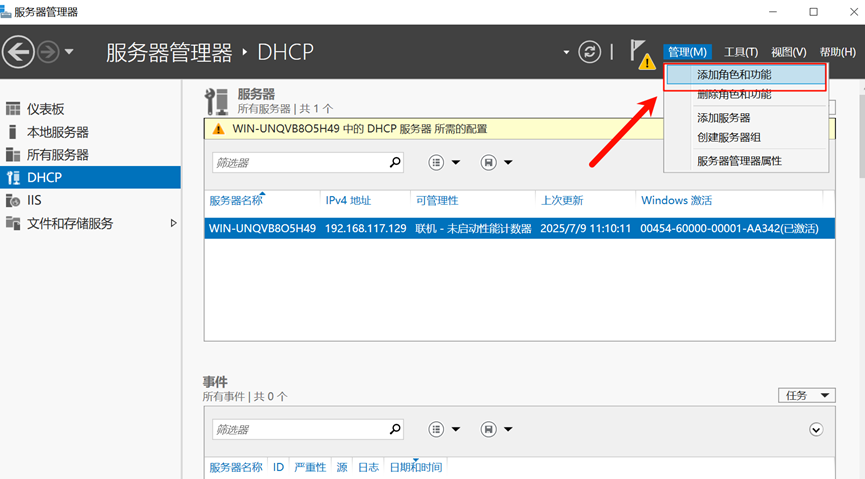 服务器管理器
服务器管理器 ‣ DHCP
管理(M) 工具(T) 视图(V) 帮助(H)
添加角色和功能
删除角色和功能
添加服务器
创建服务器组
服务器管理器属性
仪表板
本地服务器
所有服务器
DHCP
IIS
文件和存储服务
服务器
所有服务器 | 共 1 个
WIN-UNQVB8O5H49 中的 DHCP 服务器 所需的配置
筛选器
服务器名称 IPv4 地址 可管理性 上次更新 Windows 激活
WIN-UNQVB8O5H49 192.168.117.129 联机 - 未启动性能计数器 2025/7/9 11:10:11 00454-60000-00001-AA342(已激活)
事件
所有事件 | 共 0 个
任务
筛选器
服务器名称 ID 严重性 源 日志 日期和时间